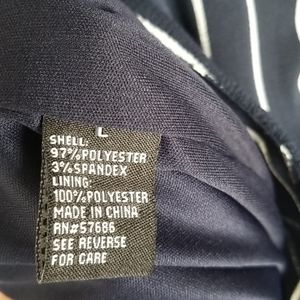 L
SHELL:
97%POLYESTER
3%SPANDEX
LINING:
100%POLYESTER
MADE IN CHINA
RN#57686
SEE REVERSE
FOR CARE